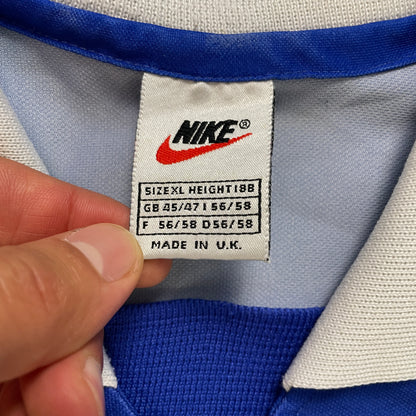 NIKE®
SIZE XL HEIGHT 188
GB 45/47 I 56/58
F 56/58 D 56/58
MADE IN U.K.